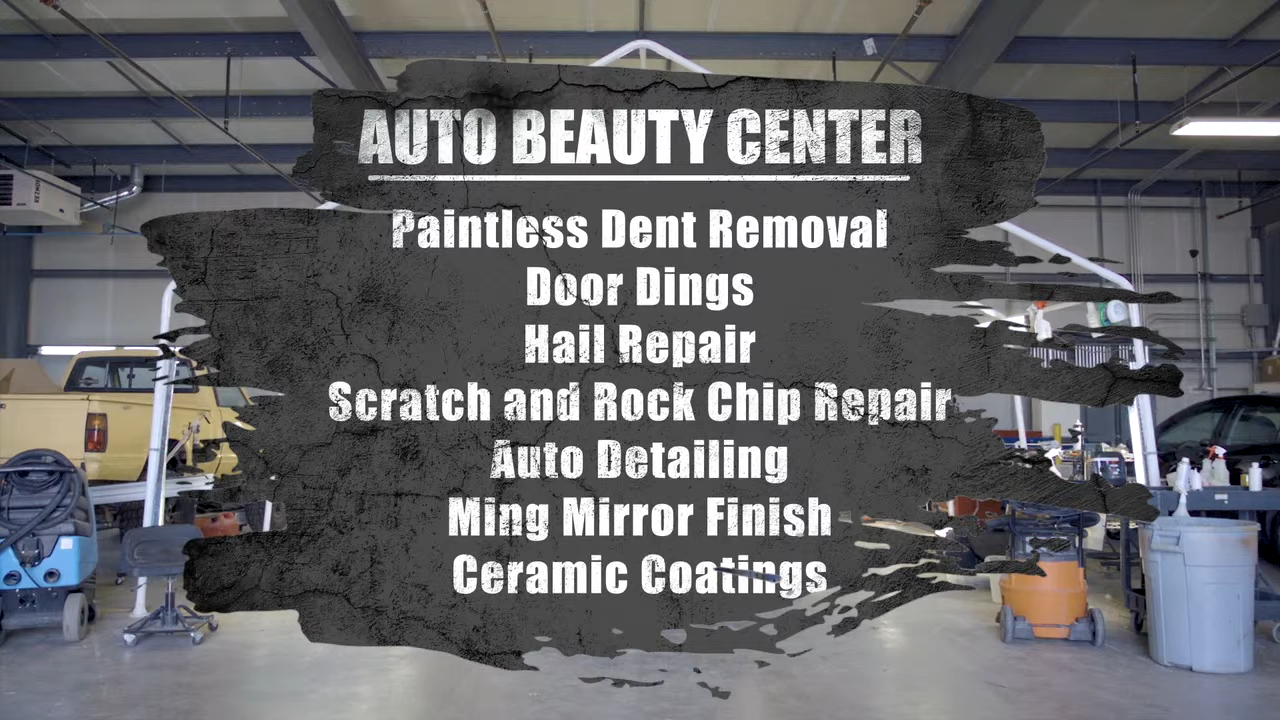 AUTO BEAUTY CENTER
Paintless Dent Removal
Door Dings
Hail Repair
Scratch and Rock Chip Repair
Auto Detailing
Ming Mirror Finish
Ceramic Coatings